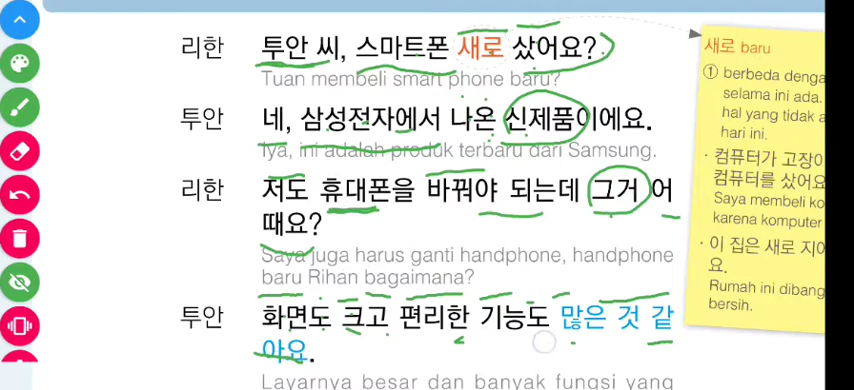 리한 투안 씨, 스마트폰 새로 샀어요?
Tuan membeli smart phone baru?
투안 네, 삼성전자에서 나온 신제품이에요.
Iya, ini adalah produk terbaru dari Samsung.
리한 저도 휴대폰을 바꿔야 되는데 그거 어
때요?
Saya juga harus ganti handphone, handphone
baru Rihan bagaimana?
투안 화면도 크고 편리한 기능도 많은 것 같
아요.
Layarnya besar dan banyak fungsi yang
새로 baru
① berbeda denga
selama ini ada.
hal yang tidak a
hari ini.
· 컴퓨터가 고장이
컴퓨터를 샀어요
Saya membeli ko
karena komputer
· 이 집은 새로 지어
요.
Rumah ini dibang
bersih.